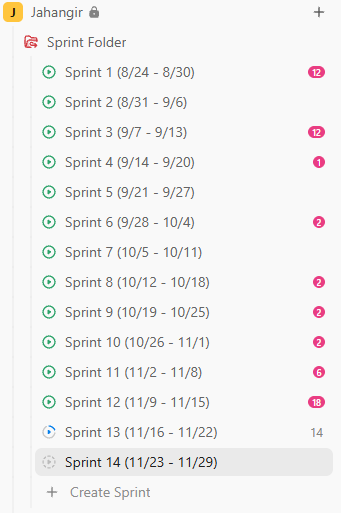 J Jahangir
Sprint Folder
Sprint 1 (8/24 - 8/30) 12
Sprint 2 (8/31 - 9/6)
Sprint 3 (9/7 - 9/13) 12
Sprint 4 (9/14 - 9/20) 1
Sprint 5 (9/21 - 9/27)
Sprint 6 (9/28 - 10/4) 2
Sprint 7 (10/5 - 10/11)
Sprint 8 (10/12 - 10/18) 2
Sprint 9 (10/19 - 10/25) 2
Sprint 10 (10/26 - 11/1) 2
Sprint 11 (11/2 - 11/8) 6
Sprint 12 (11/9 - 11/15) 18
Sprint 13 (11/16 - 11/22) 14
Sprint 14 (11/23 - 11/29)
Create Sprint